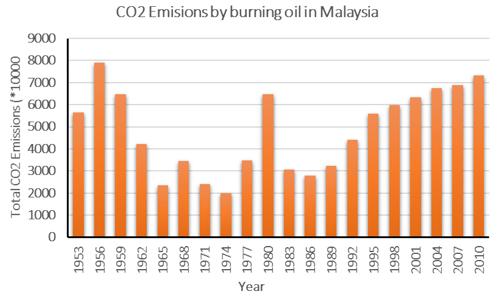 CO2 Emisions by burning oil in Malaysia
Total CO2 Emissions (*10000
9000
8000
7000
6000
5000
4000
3000
2000
1000
0
1953 1956 1959 1962 1965 1968 1971 1974 1977 1980 1983 1986 1989 1992 1995 1998 2001 2004 2007 2010
Year